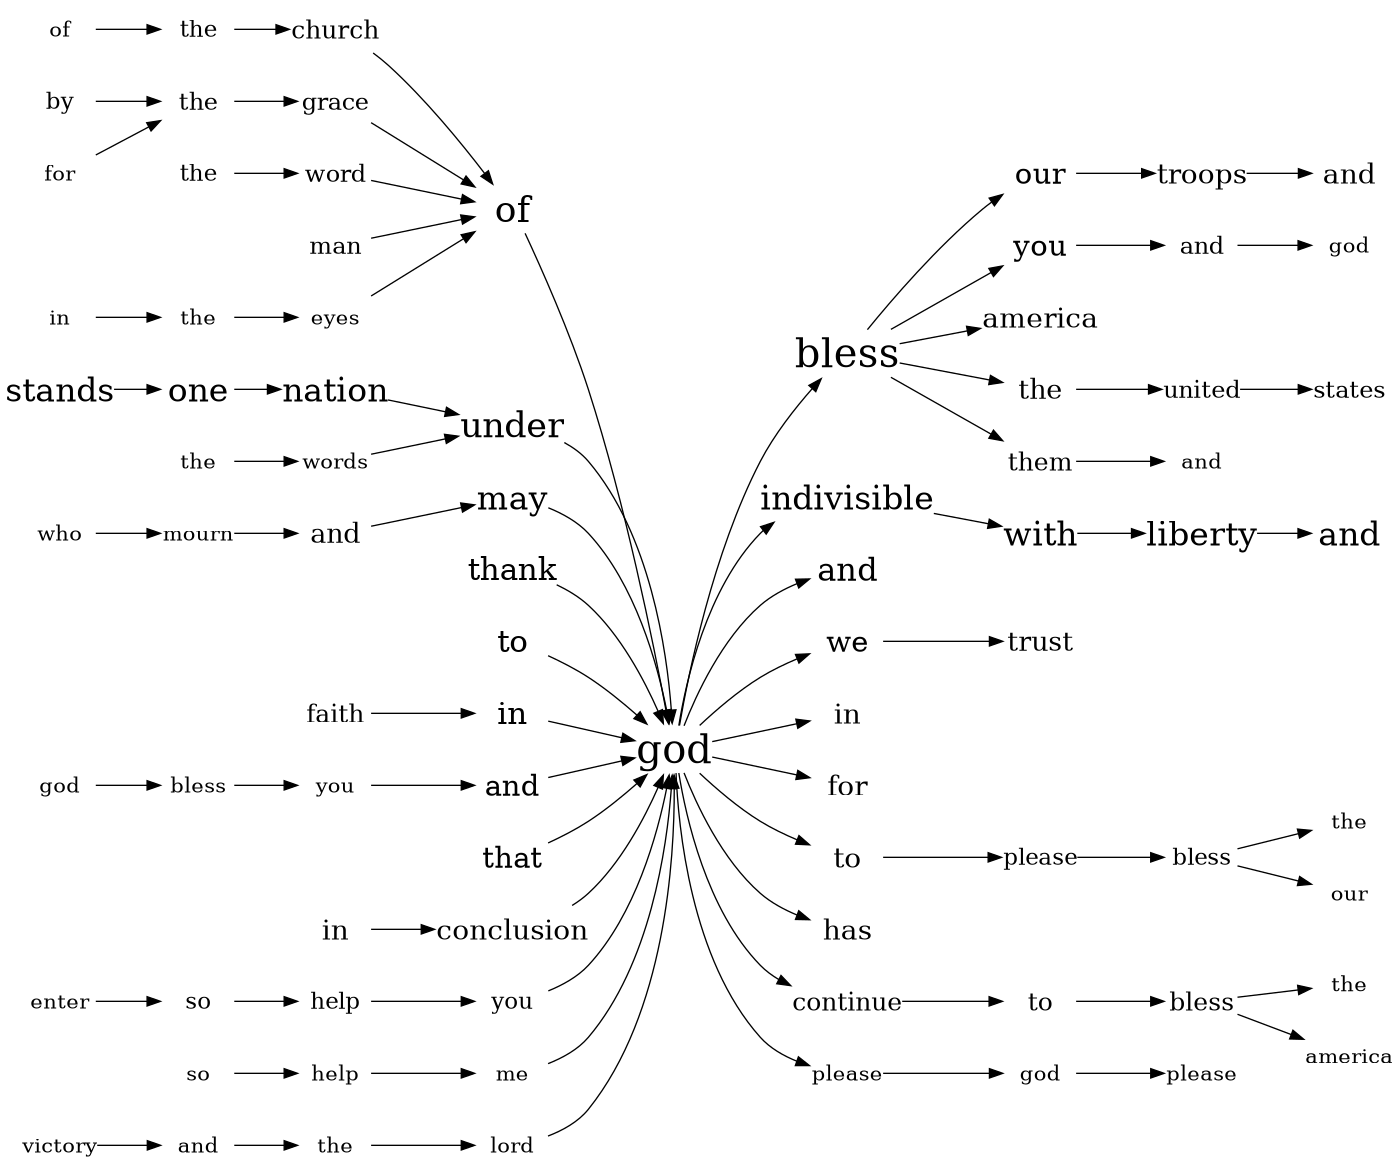 of the church
by the grace
for
the word
of
man
in the eyes
stands one nation
under
the words
who mourn and
may
thank
to
faith in
god bless you and
that
in conclusion
enter so help you
so help me
victory and the lord
god
bless
our troops and
you and god
america
the united states
them and
indivisible
with liberty and
and
we trust
in
for
to please bless
the
our
has
continue to bless
the
america
please god please